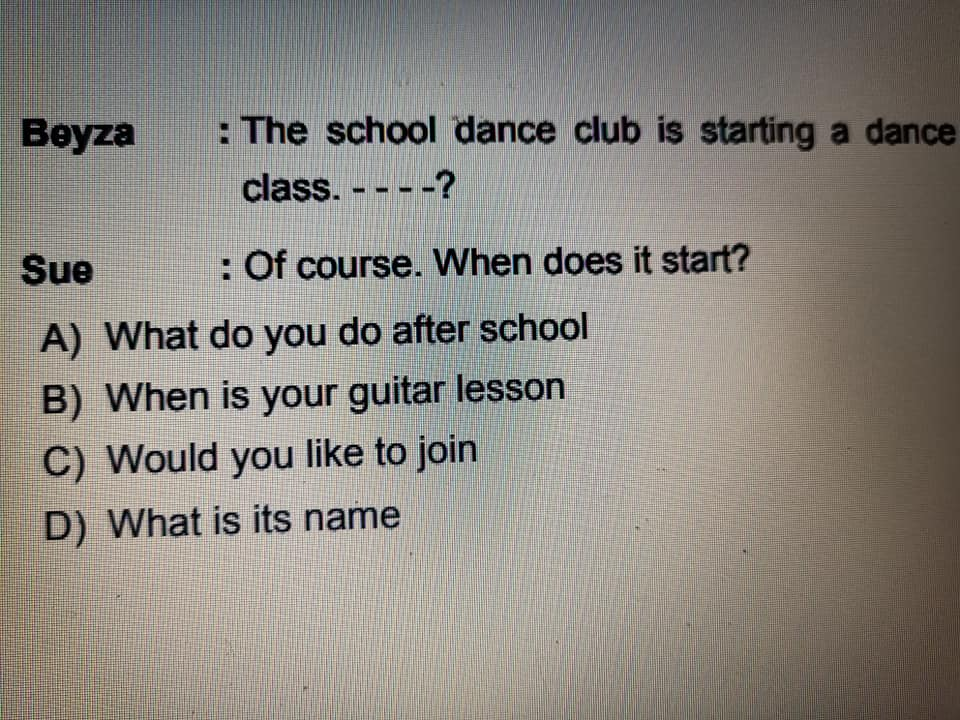 Beyza : The school dance club is starting a dance
class. - - - -?
Sue : Of course. When does it start?
A) What do you do after school
B) When is your guitar lesson
C) Would you like to join
D) What is its name